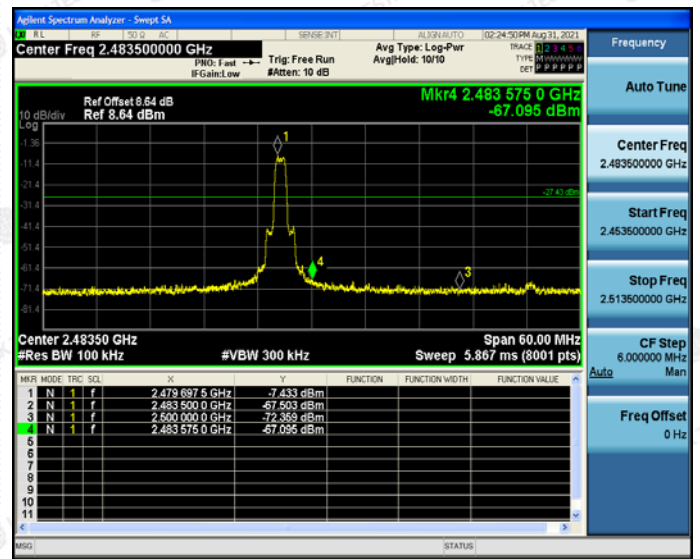 Agilent Spectrum Analyzer - Swept SA
RL RF 50 Ω AC SENSE:INT ALIGNAUTO 02:24:50 PM Aug 31, 2021
Center Freq 2.483500000 GHz
PNO: Fast
IFGain:Low
Trig: Free Run
#Atten: 10 dB
Avg Type: Log-Pwr
Avg|Hold: 10/10
TRACE 1 2 3 4 5 6
TYPE M W W W W W
DET P P P P P P
Ref Offset 8.64 dB
10 dB/div Ref 8.64 dBm
Log
Mkr4 2.483 575 0 GHz
-67.095 dBm
-1.36
-11.4
-21.4
-31.4
-41.4
-51.4
-61.4
-71.4
-81.4
1
-27.43 dBm
4
3
Center 2.48350 GHz Span 60.00 MHz
#Res BW 100 kHz #VBW 300 kHz Sweep 5.867 ms (8001 pts)
MKR MODE TRC SCL X Y FUNCTION FUNCTION WIDTH FUNCTION VALUE
1 N 1 f 2.479 697 5 GHz -7.433 dBm
2 N 1 f 2.483 500 0 GHz -67.503 dBm
3 N 1 f 2.500 000 0 GHz -72.359 dBm
4 N 1 f 2.483 575 0 GHz -67.095 dBm
5
6
7
8
9
10
11
MSG STATUS
Frequency
Auto Tune
Center Freq
2.483500000 GHz
Start Freq
2.453500000 GHz
Stop Freq
2.513500000 GHz
CF Step
6.000000 MHz
Auto Man
Freq Offset
0 Hz